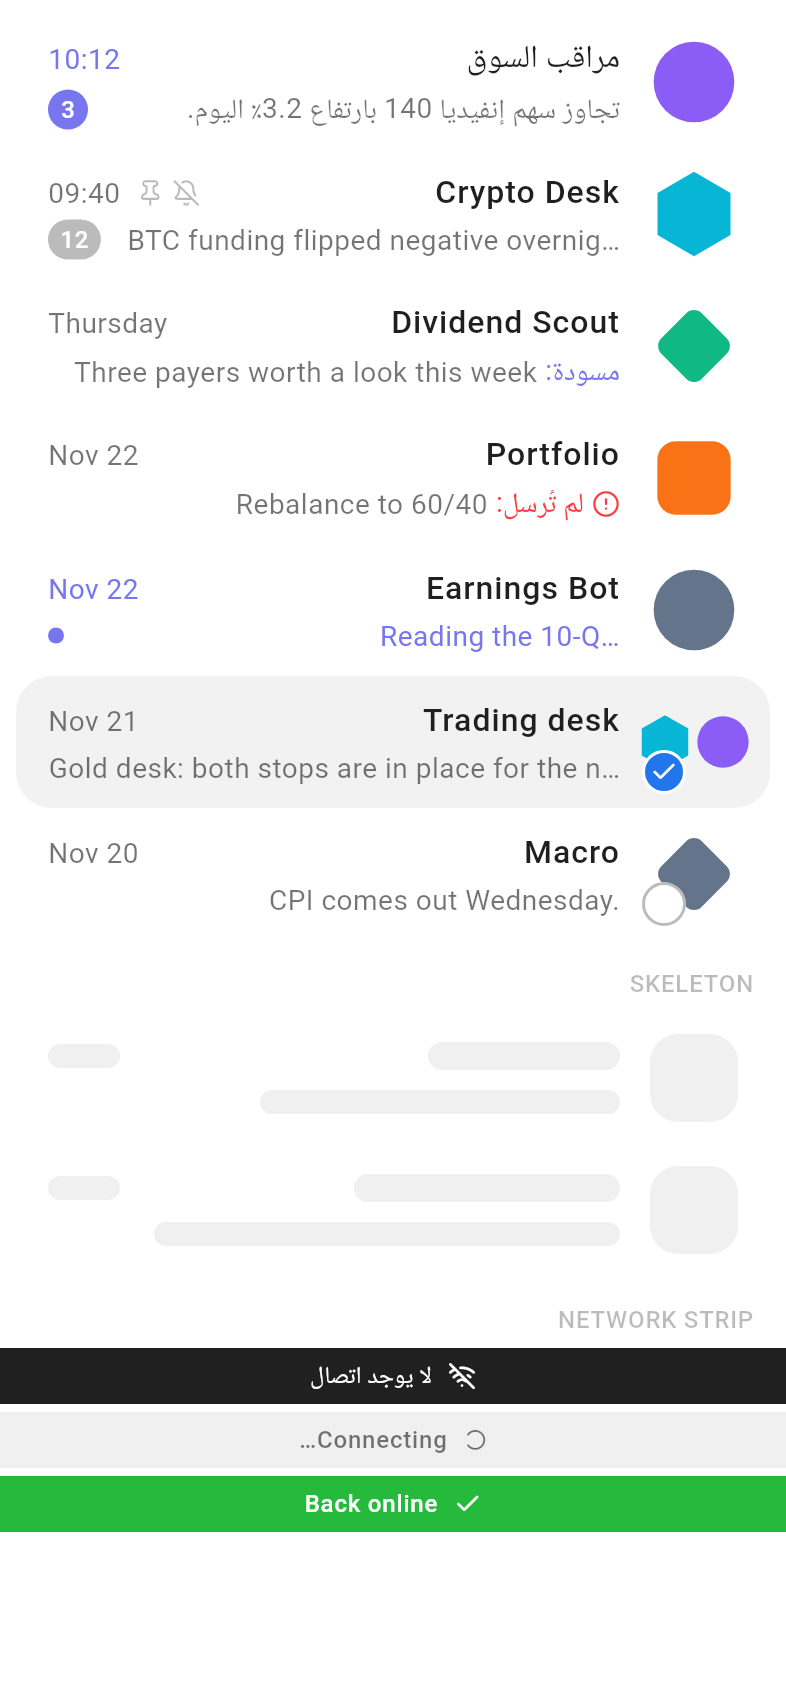 مراقب السوق
10:12
تجاوز سهم إنفيديا 140 بارتفاع 3.2٪ اليوم.
3
Crypto Desk
09:40
BTC funding flipped negative overnig…
12
Dividend Scout
Thursday
مسودة: Three payers worth a look this week
Portfolio
Nov 22
لم تُرسل: Rebalance to 60/40
Earnings Bot
Nov 22
Reading the 10-Q…
Trading desk
Nov 21
Gold desk: both stops are in place for the n…
Macro
Nov 20
CPI comes out Wednesday.
SKELETON
NETWORK STRIP
لا يوجد اتصال
…Connecting
Back online